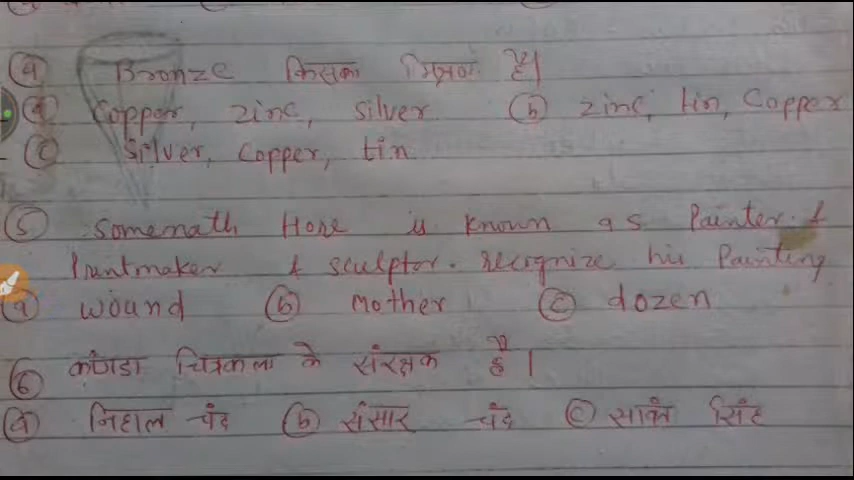 ④ Bronze किसका मिश्रण है।
ⓐ Copper, zinc, silver ⓑ zinc, tin, Copper
ⓒ Silver, Copper, tin
⑤ Somenath Hore is known as Painter &
Printmaker & sculptor. recognize his Painting
ⓐ wound ⓑ Mother ⓒ dozen
⑥ कांगडा चित्रकला के संरक्षक है।
ⓐ निहाल चंद ⓑ संसार चंद ⓒ सावंत सिंह